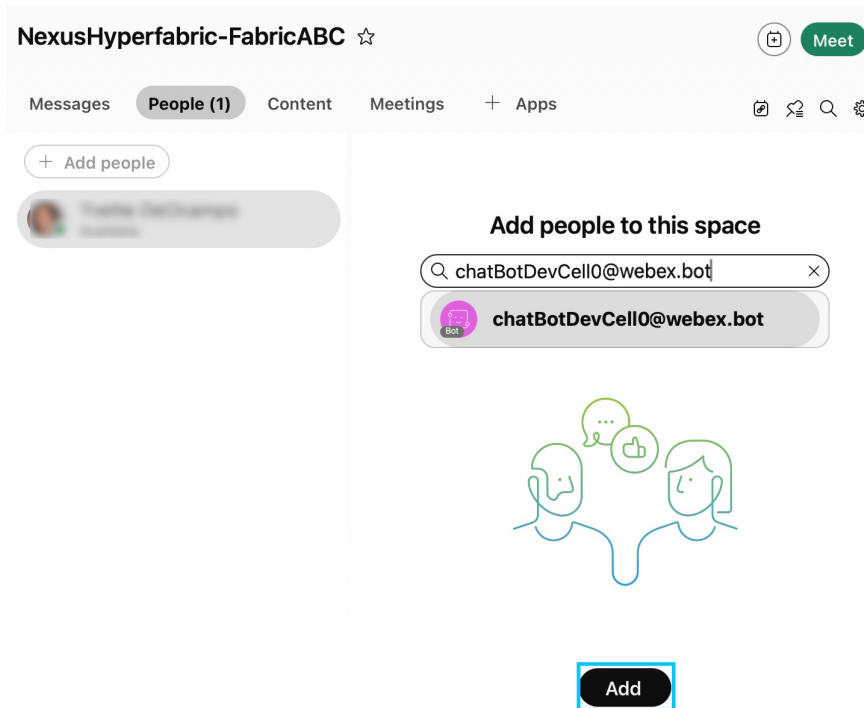 NexusHyperfabric-FabricABC
Meet
Messages People (1) Content Meetings + Apps
+ Add people
Add people to this space
chatBotDevCell0@webex.bot
Bot
chatBotDevCell0@webex.bot
Add